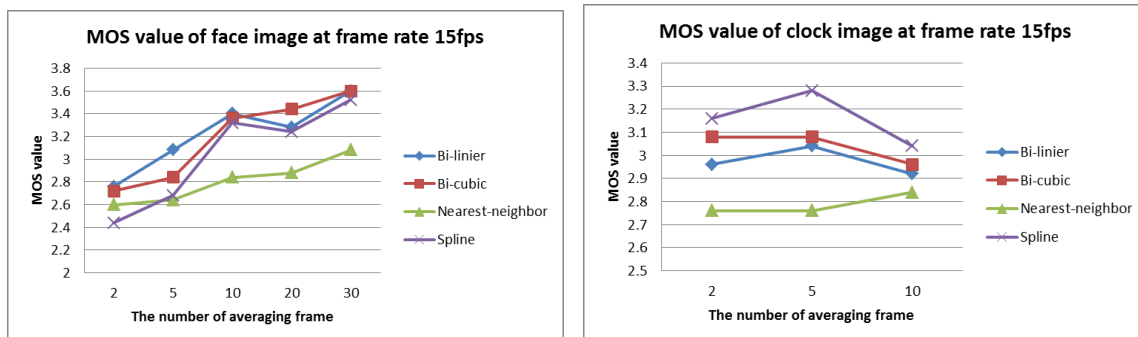 MOS value of face image at frame rate 15fps
MOS value
3.8
3.6
3.4
3.2
3
2.8
2.6
2.4
2.2
2
2 5 10 20 30
The number of averaging frame
Bi-linier
Bi-cubic
Nearest-neighbor
Spline
MOS value of clock image at frame rate 15fps
MOS value
3.4
3.3
3.2
3.1
3
2.9
2.8
2.7
2.6
2.5
2 5 10
The number of averaging frame
Bi-linier
Bi-cubic
Nearest-neighbor
Spline